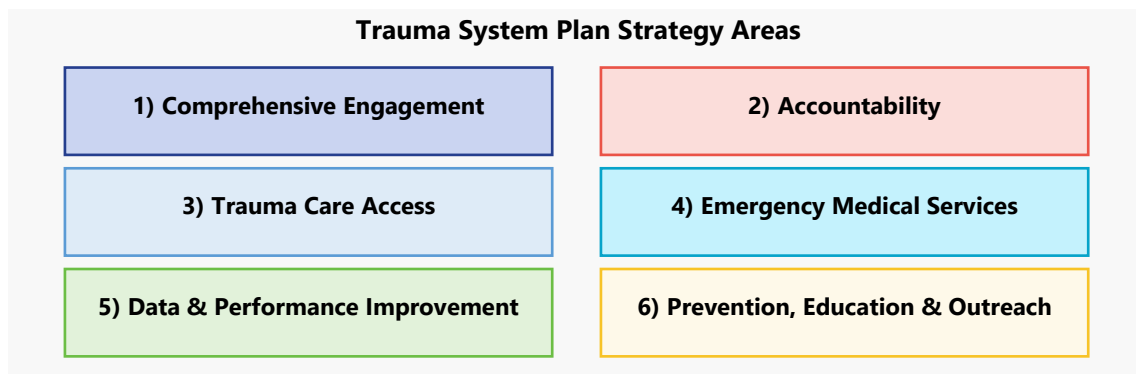 Trauma System Plan Strategy Areas
1) Comprehensive Engagement
2) Accountability
3) Trauma Care Access
4) Emergency Medical Services
5) Data & Performance Improvement
6) Prevention, Education & Outreach